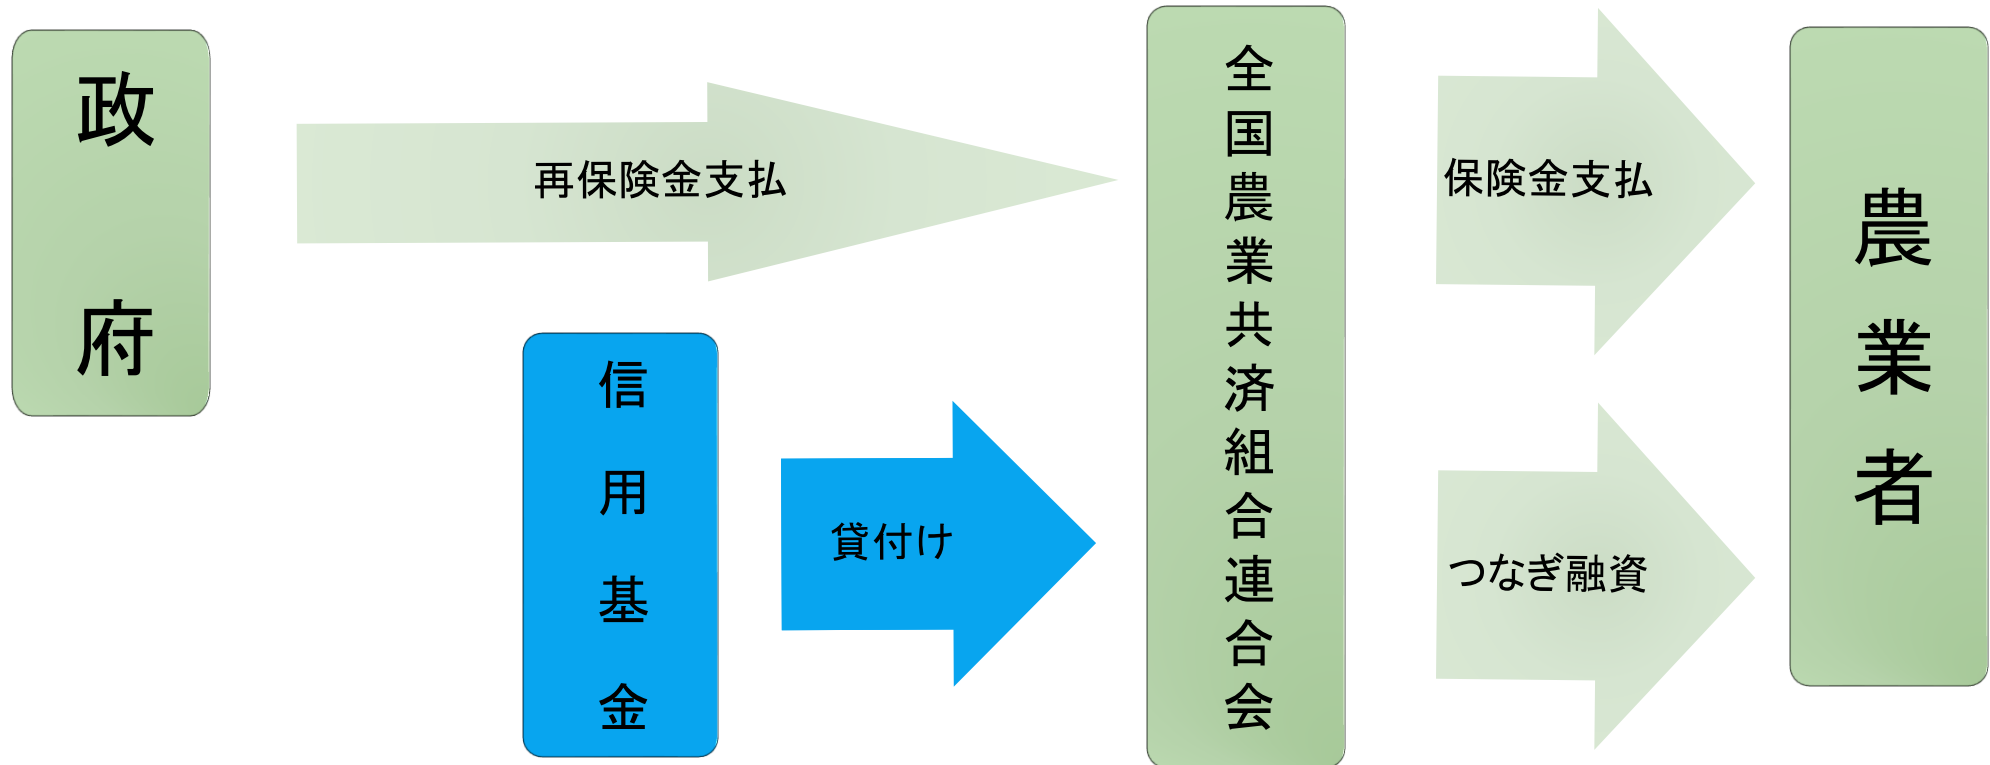 政府
再保険金支払
信用基金
貸付け
全国農業共済組合連合会
保険金支払
つなぎ融資
農業者